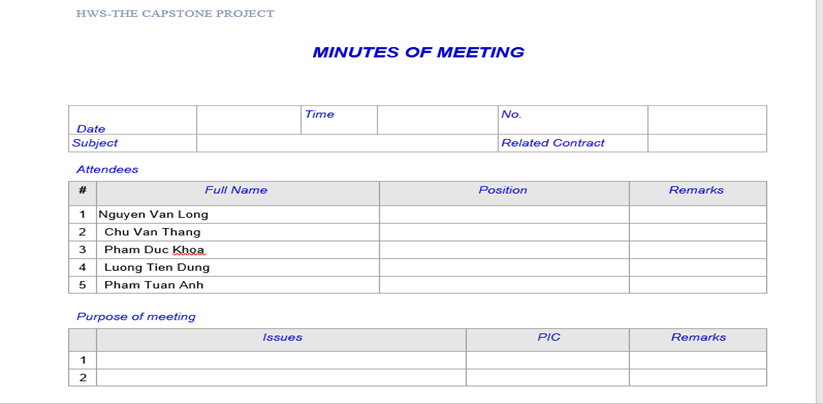 HWS-THE CAPSTONE PROJECT
MINUTES OF MEETING
Date Time No.
Subject Related Contract
Attendees
# Full Name Position Remarks
1 Nguyen Van Long
2 Chu Van Thang
3 Pham Duc Khoa
4 Luong Tien Dung
5 Pham Tuan Anh
Purpose of meeting
Issues PIC Remarks
1
2